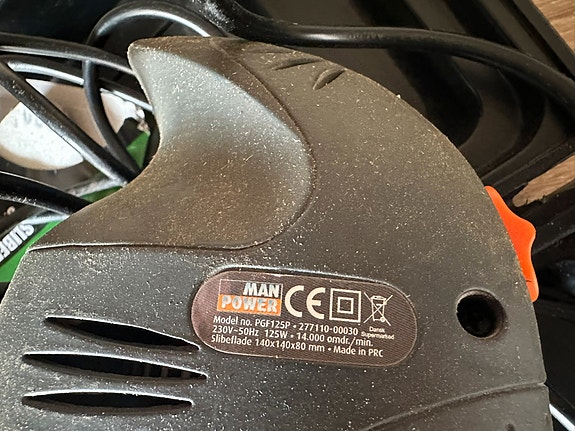 MAN
POWER
CE
Dansk
Supermarked
Model no. PGF125P • 277110-00030
230V~50Hz 125W • 14.000 omdr./min.
Slibeflade 140x140x80 mm • Made in PRC